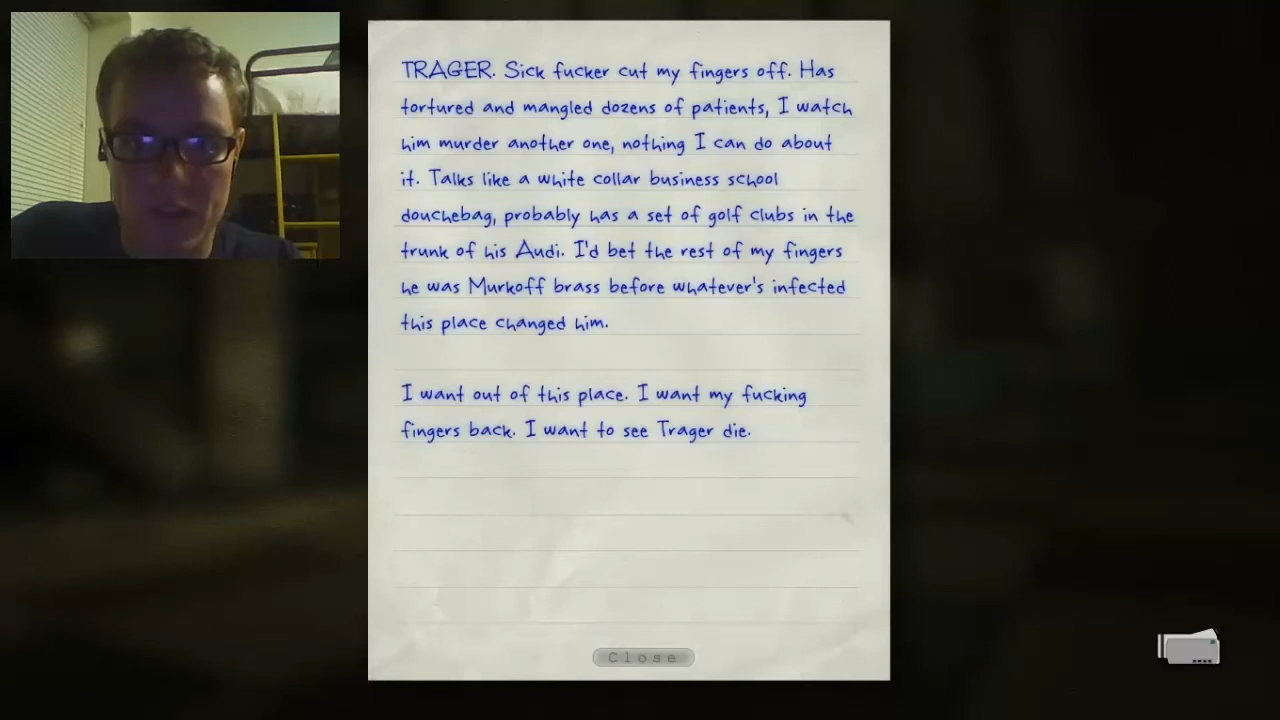 TRAGER. Sick fucker cut my fingers off. Has
tortured and mangled dozens of patients, I watch
him murder another one, nothing I can do about
it. Talks like a white collar business school
douchebag, probably has a set of golf clubs in the
trunk of his Audi. I'd bet the rest of my fingers
he was Murkoff brass before whatever's infected
this place changed him.
I want out of this place. I want my fucking
fingers back. I want to see Trager die.
Close